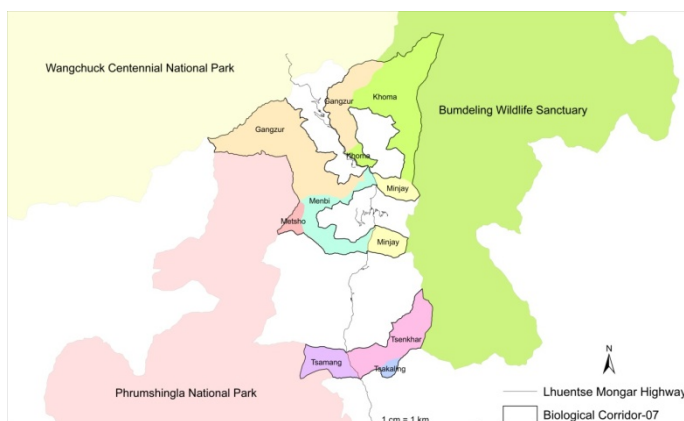 Wangchuck Centennial National Park
Gangzur
Khoma
Bumdeling Wildlife Sanctuary
Gangzur
Khoma
Minjay
Menbi
Metsho
Minjay
Tsenkhar
Tsamang
Tsakaling
Phrumshingla National Park
N
Lhuentse Mongar Highway
1 cm = 1 km
Biological Corridor-07